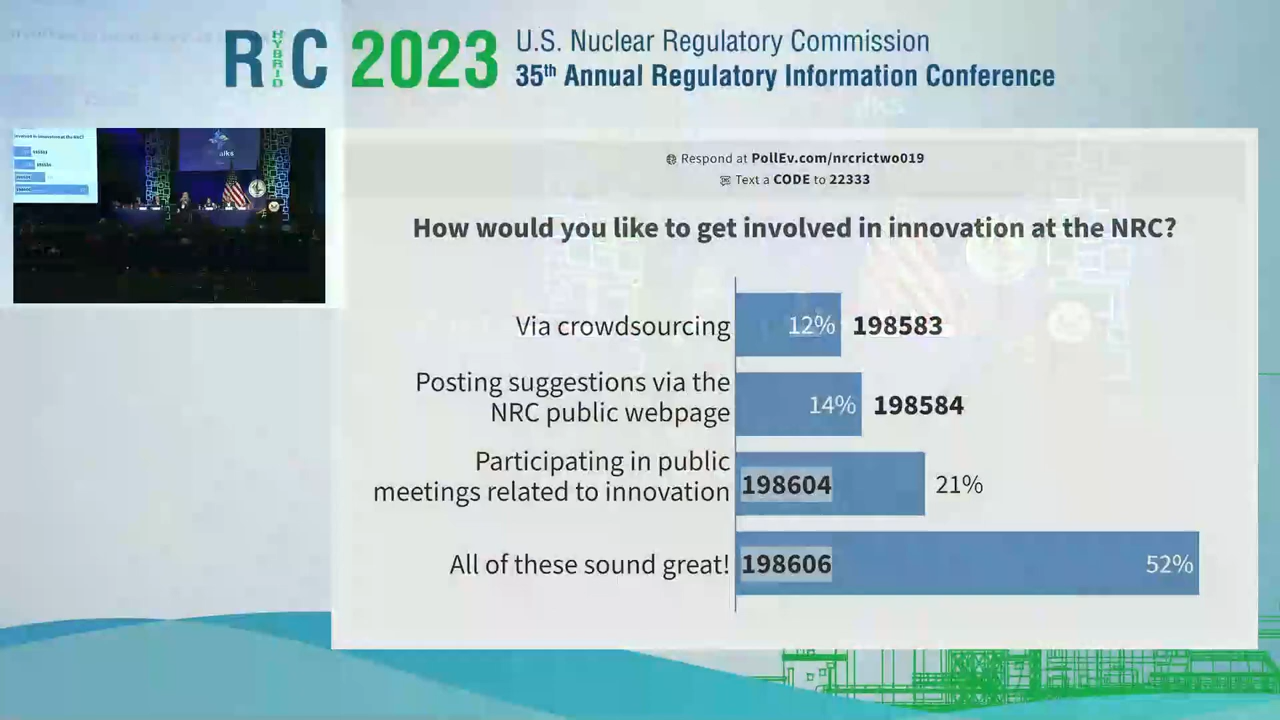 RIC 2023
HYBRID
U.S. Nuclear Regulatory Commission
35th Annual Regulatory Information Conference
Respond at PollEv.com/nrcrictwo019
Text a CODE to 22333
How would you like to get involved in innovation at the NRC?
Via crowdsourcing 12% 198583
Posting suggestions via the
NRC public webpage 14% 198584
Participating in public
meetings related to innovation 198604 21%
All of these sound great! 198606 52%